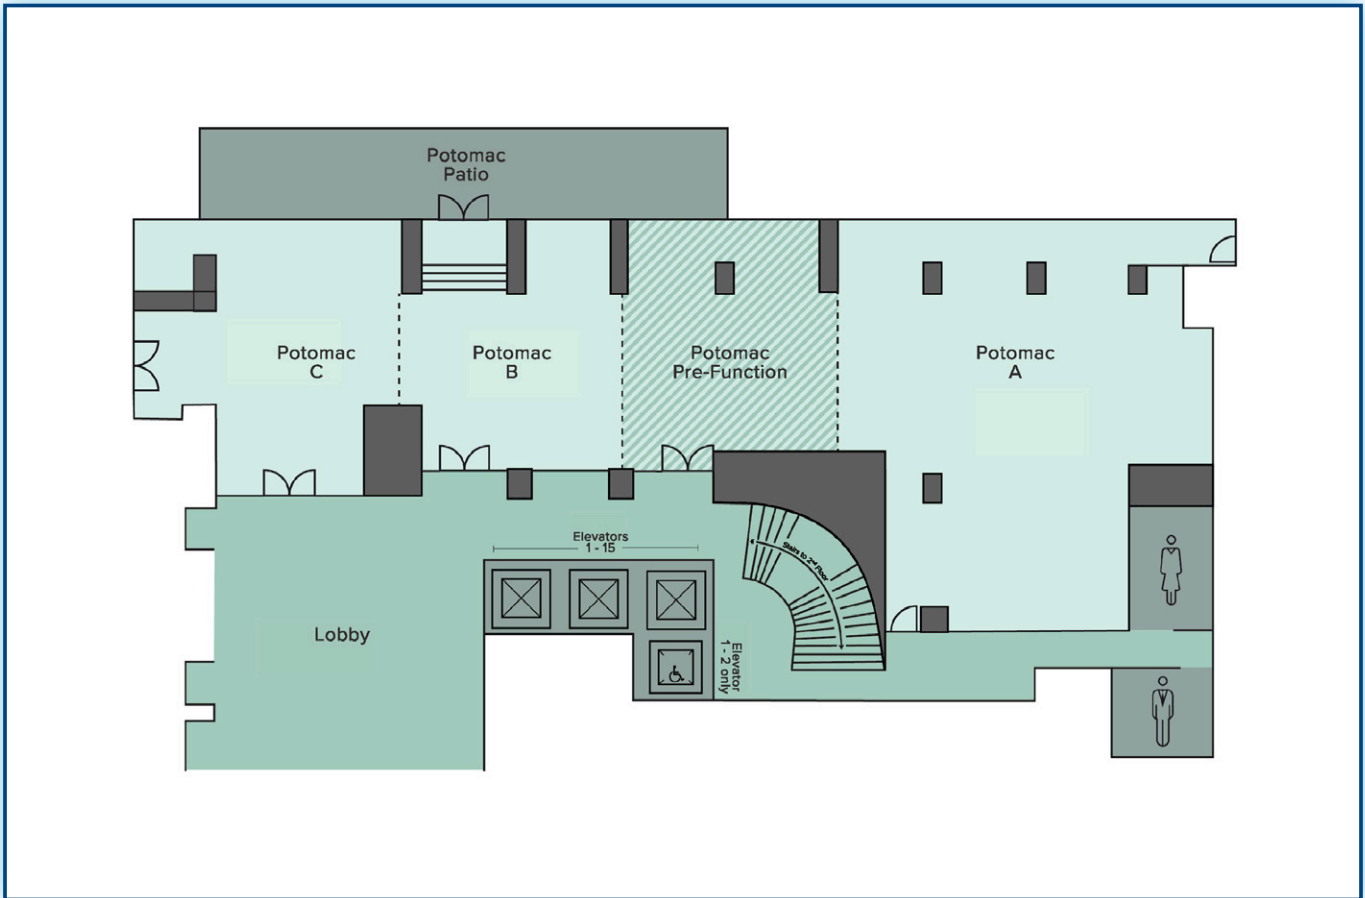 Potomac
Patio
Potomac
C
Potomac
B
Potomac
Pre-Function
Potomac
A
Elevators
1 - 15
Stairs to 2nd Floor
Lobby
Elevator
1 - 2 only